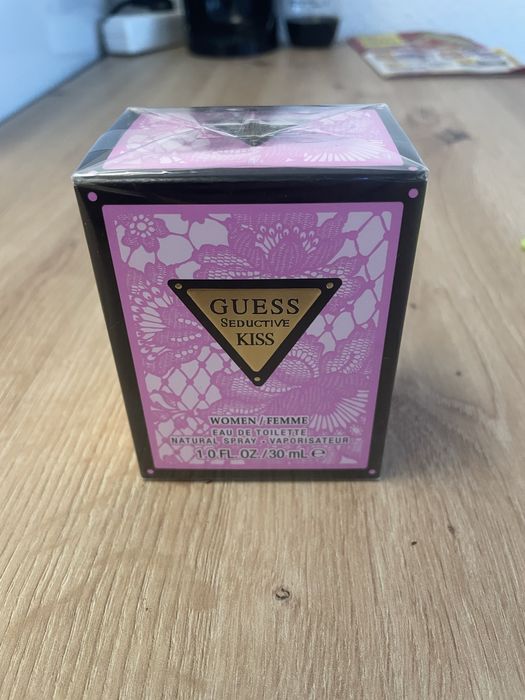 GUESS
SEDUCTIVE
KISS
WOMEN / FEMME
EAU DE TOILETTE
NATURAL SPRAY - VAPORISATEUR
1.0 FL.OZ./30 mL ℮